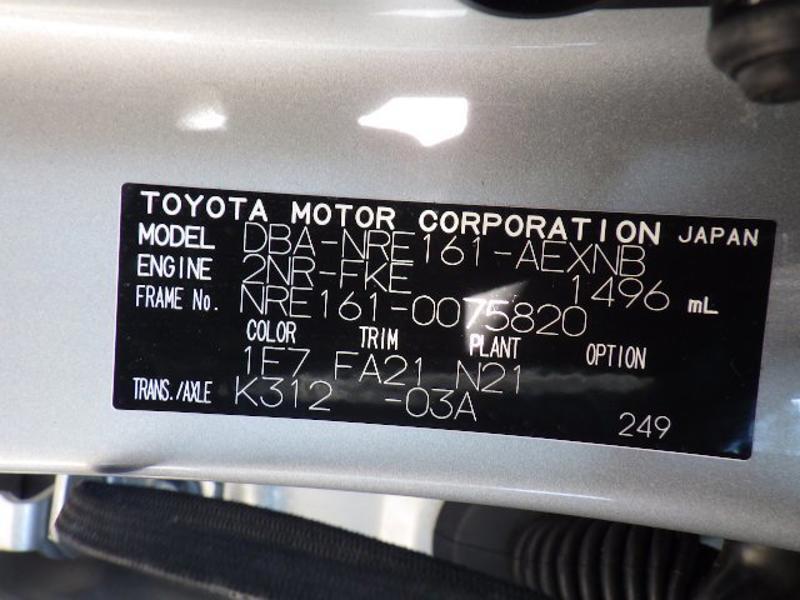 TOYOTA MOTOR CORPORATION JAPAN
MODEL DBA-NRE161-AEXNB
ENGINE 2NR-FKE 1496 mL
FRAME No. NRE161-0075820
COLOR TRIM PLANT OPTION
1F7 FA21 N21
TRANS./AXLE K312 -03A
249